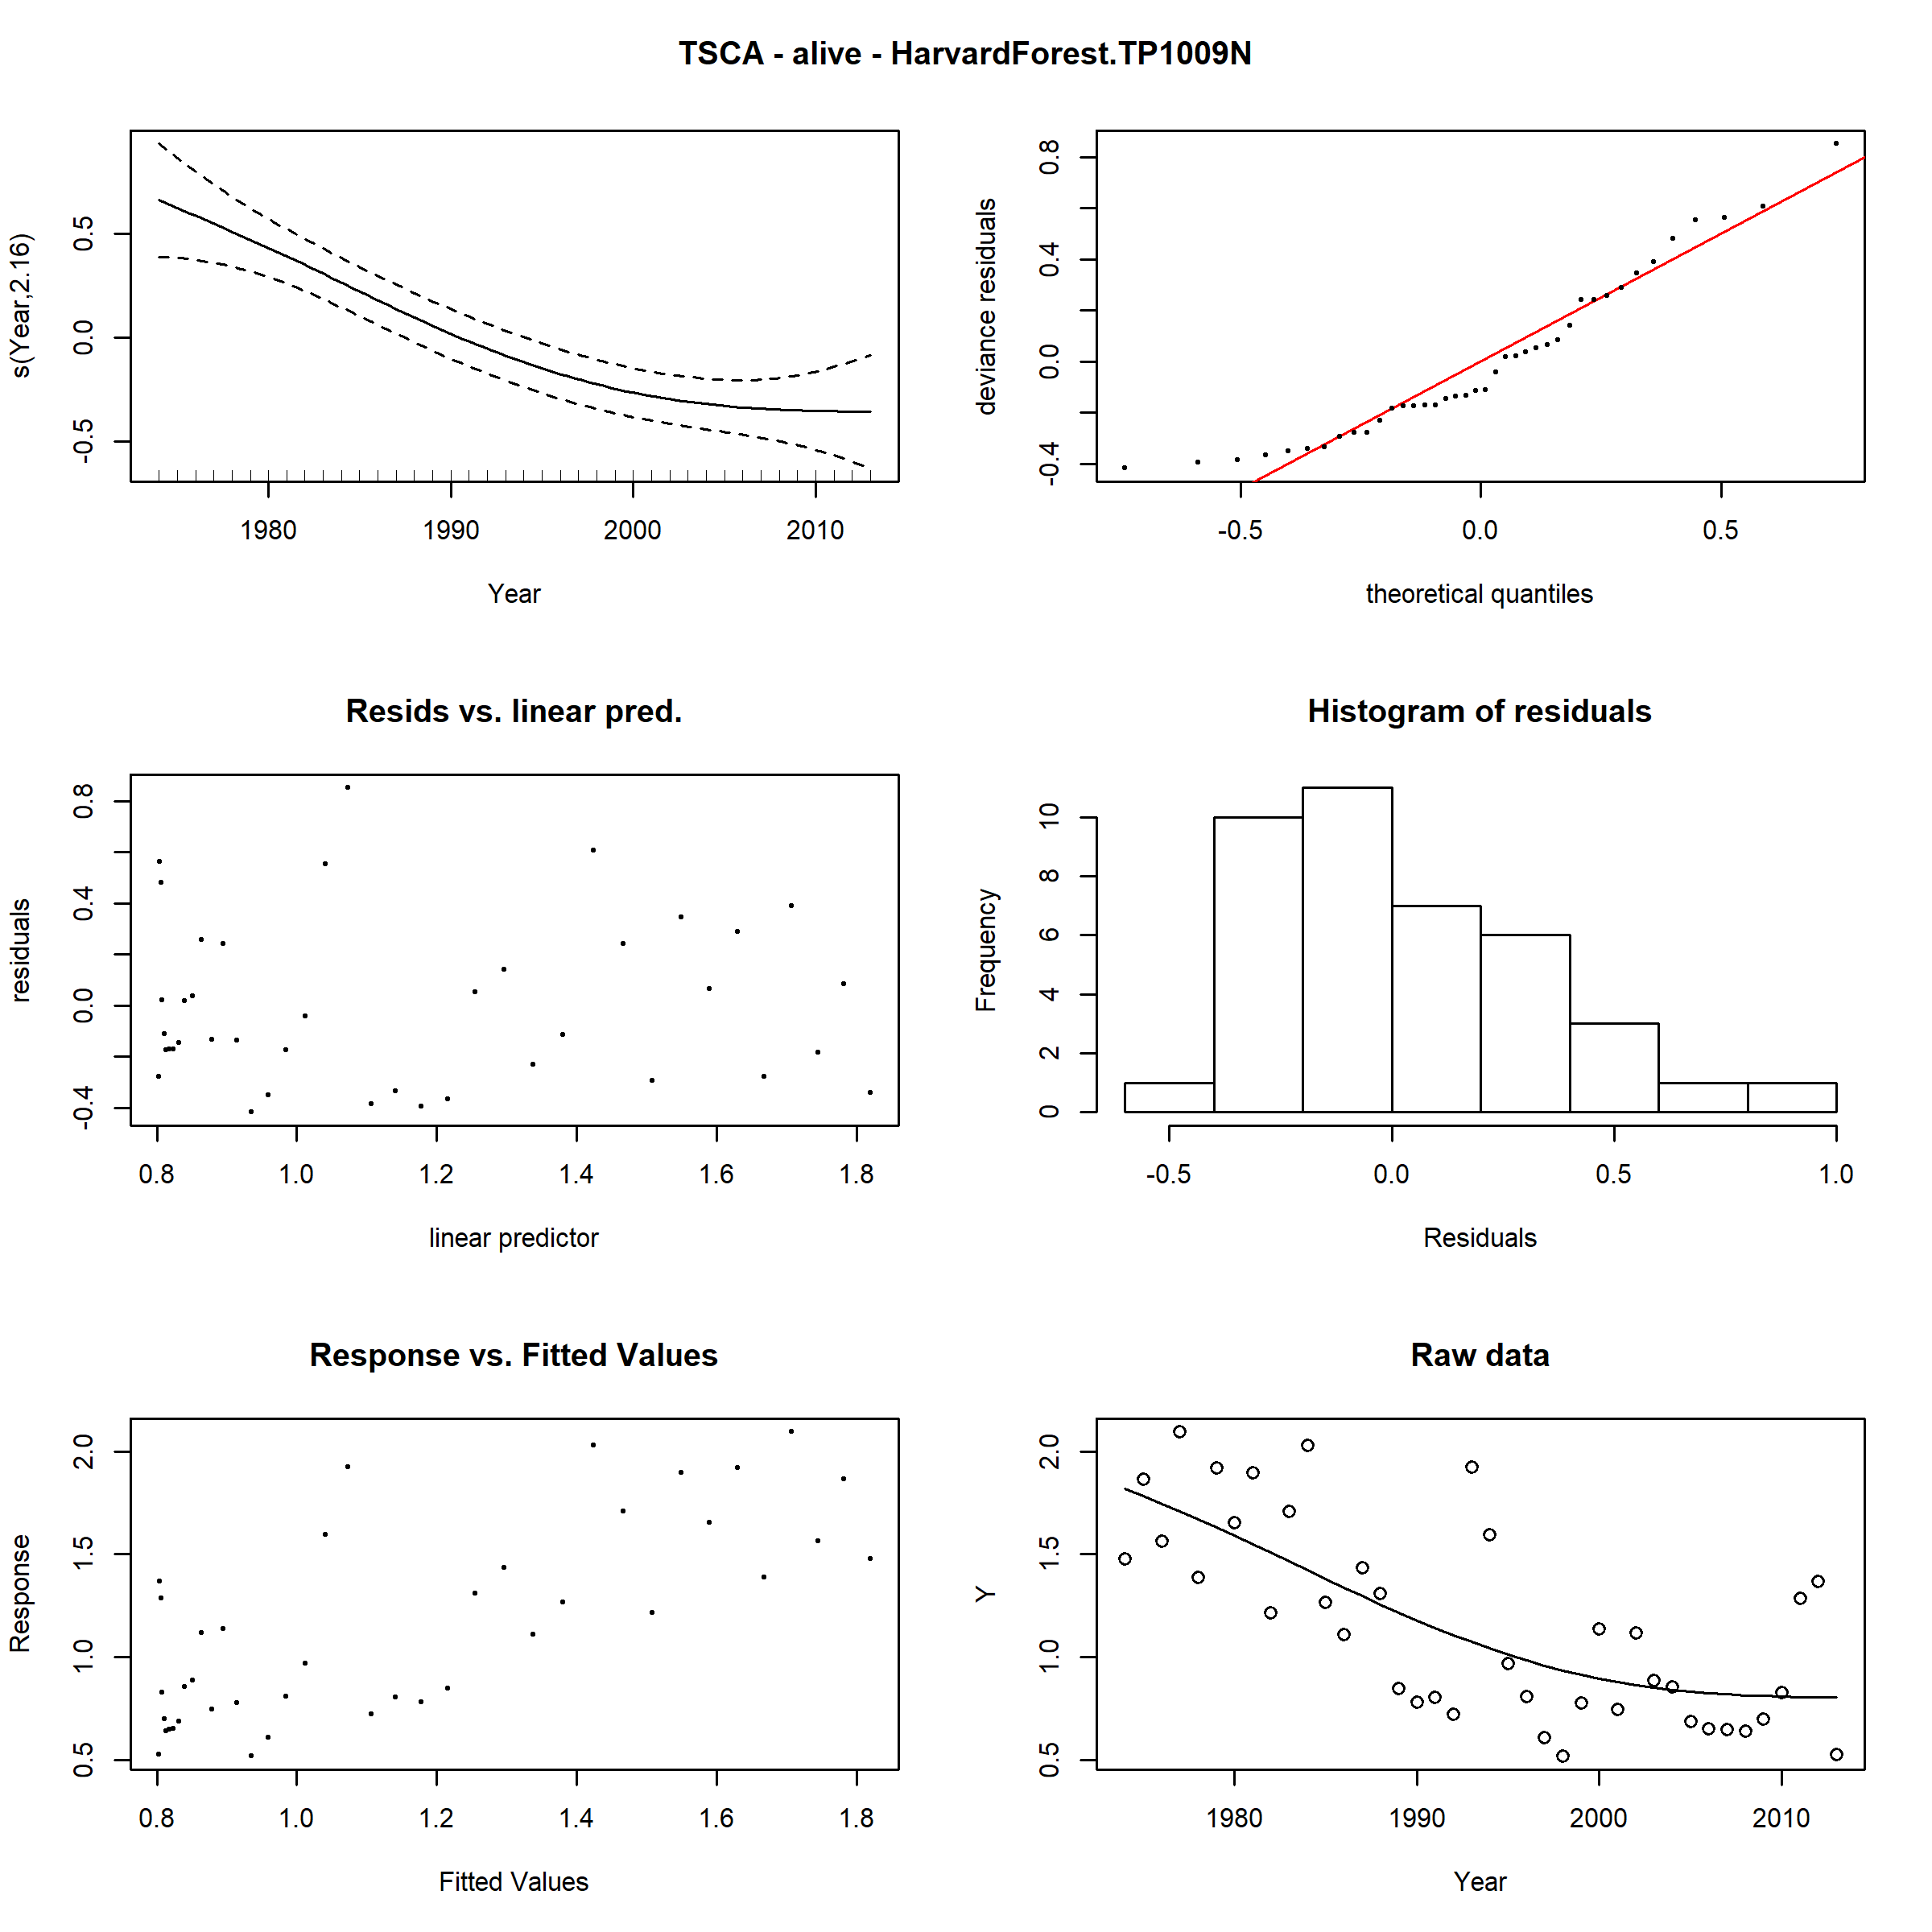 TSCA - alive - HarvardForest.TP1009N
s(Year,2.16)
0.5
0.0
-0.5
1980 1990 2000 2010
Year
deviance residuals
0.8
0.4
0.0
-0.4
-0.5 0.0 0.5
theoretical quantiles
Resids vs. linear pred.
residuals
0.8
0.4
0.0
-0.4
0.8 1.0 1.2 1.4 1.6 1.8
linear predictor
Histogram of residuals
Frequency
10
8
6
4
2
0
-0.5 0.0 0.5 1.0
Residuals
Response vs. Fitted Values
Response
2.0
1.5
1.0
0.5
0.8 1.0 1.2 1.4 1.6 1.8
Fitted Values
Raw data
Y
2.0
1.5
1.0
0.5
1980 1990 2000 2010
Year